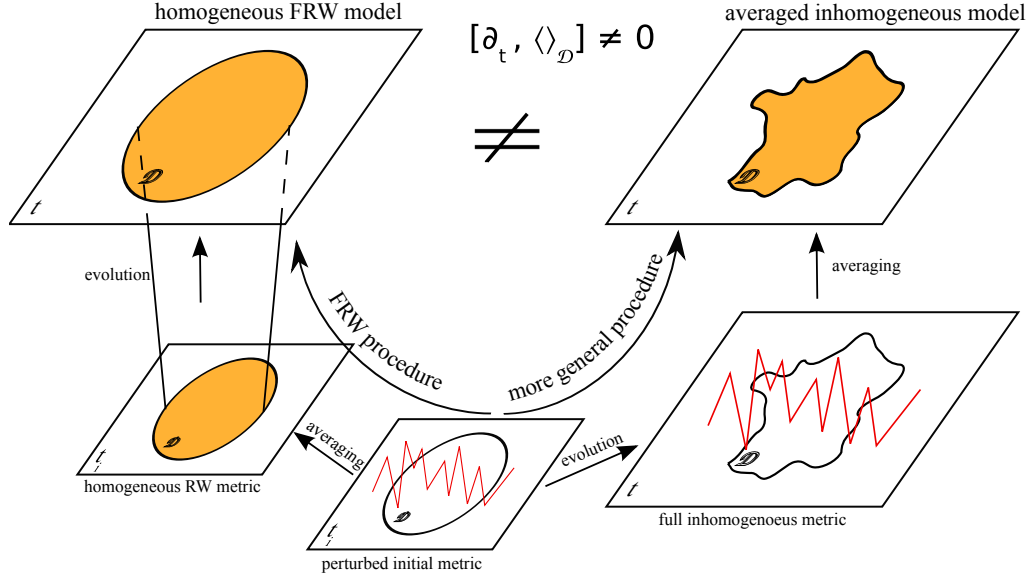 homogeneous FRW model
averaged inhomogeneous model
[∂t , ⟨⟩𝒟] ≠ 0
≠
𝒟
t
𝒟
t
evolution
averaging
FRW procedure
more general procedure
𝒟
ti
homogeneous RW metric
averaging
𝒟
ti
perturbed initial metric
evolution
𝒟
t
full inhomogenoeus metric